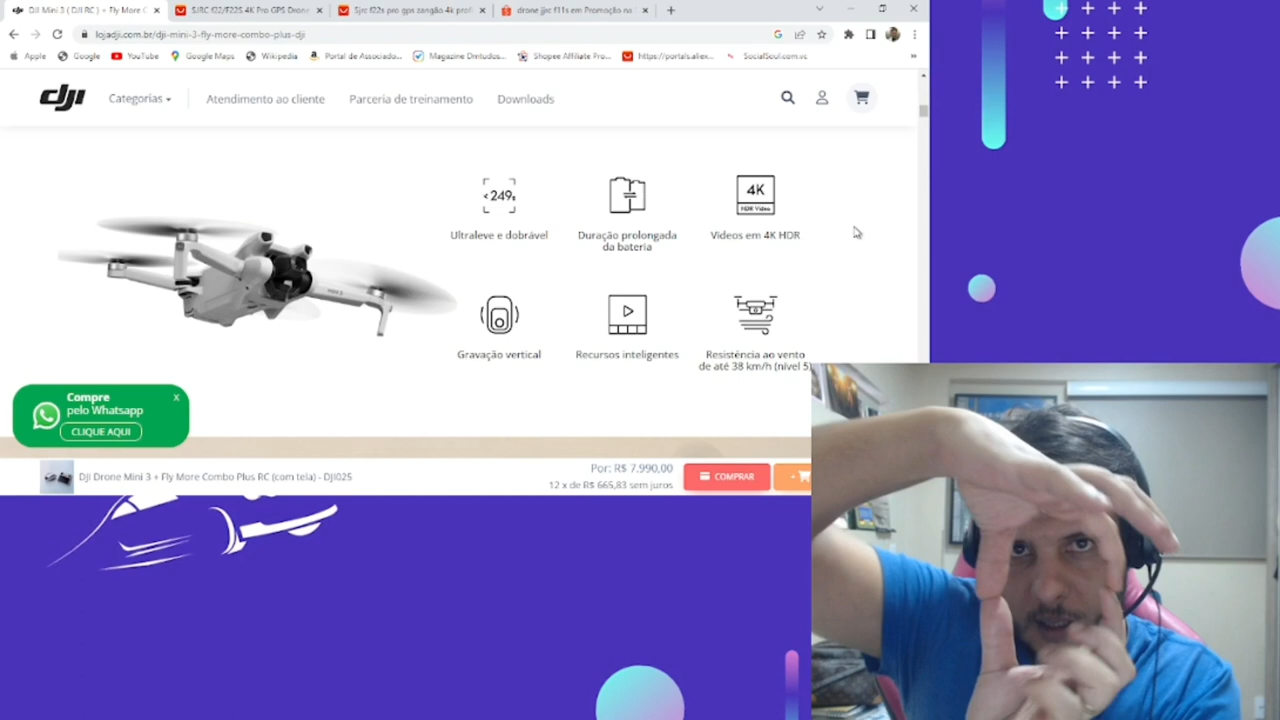 DJI Mini 3 ( DJI RC ) + Fly More C
SJRC f22/F22S 4K Pro GPS Drone
Sjrc f22s pro gps zangão 4k profi
drone jjrc f11s em Promoção na
lojadji.com.br/dji-mini-3-fly-more-combo-plus-dji
Apple
Google
YouTube
Google Maps
Wikipedia
Portal de Associado...
Magazine Dmtudos...
Shopee Affiliate Pro...
https://portals.aliex...
SocialSoul.com.vc
dji
Categorias
Atendimento ao cliente
Parceria de treinamento
Downloads
<249g
4K
HDR Video
Ultraleve e dobrável
Duração prolongada
da bateria
Vídeos em 4K HDR
Gravação vertical
Recursos inteligentes
Resistência ao vento
de até 38 km/h (nível 5)
Compre
X
pelo Whatsapp
CLIQUE AQUI
DJI Drone Mini 3 + Fly More Combo Plus RC (com tela) - DJI025
Por: R$ 7.990,00
12 x de R$ 665,83 sem juros
COMPRAR